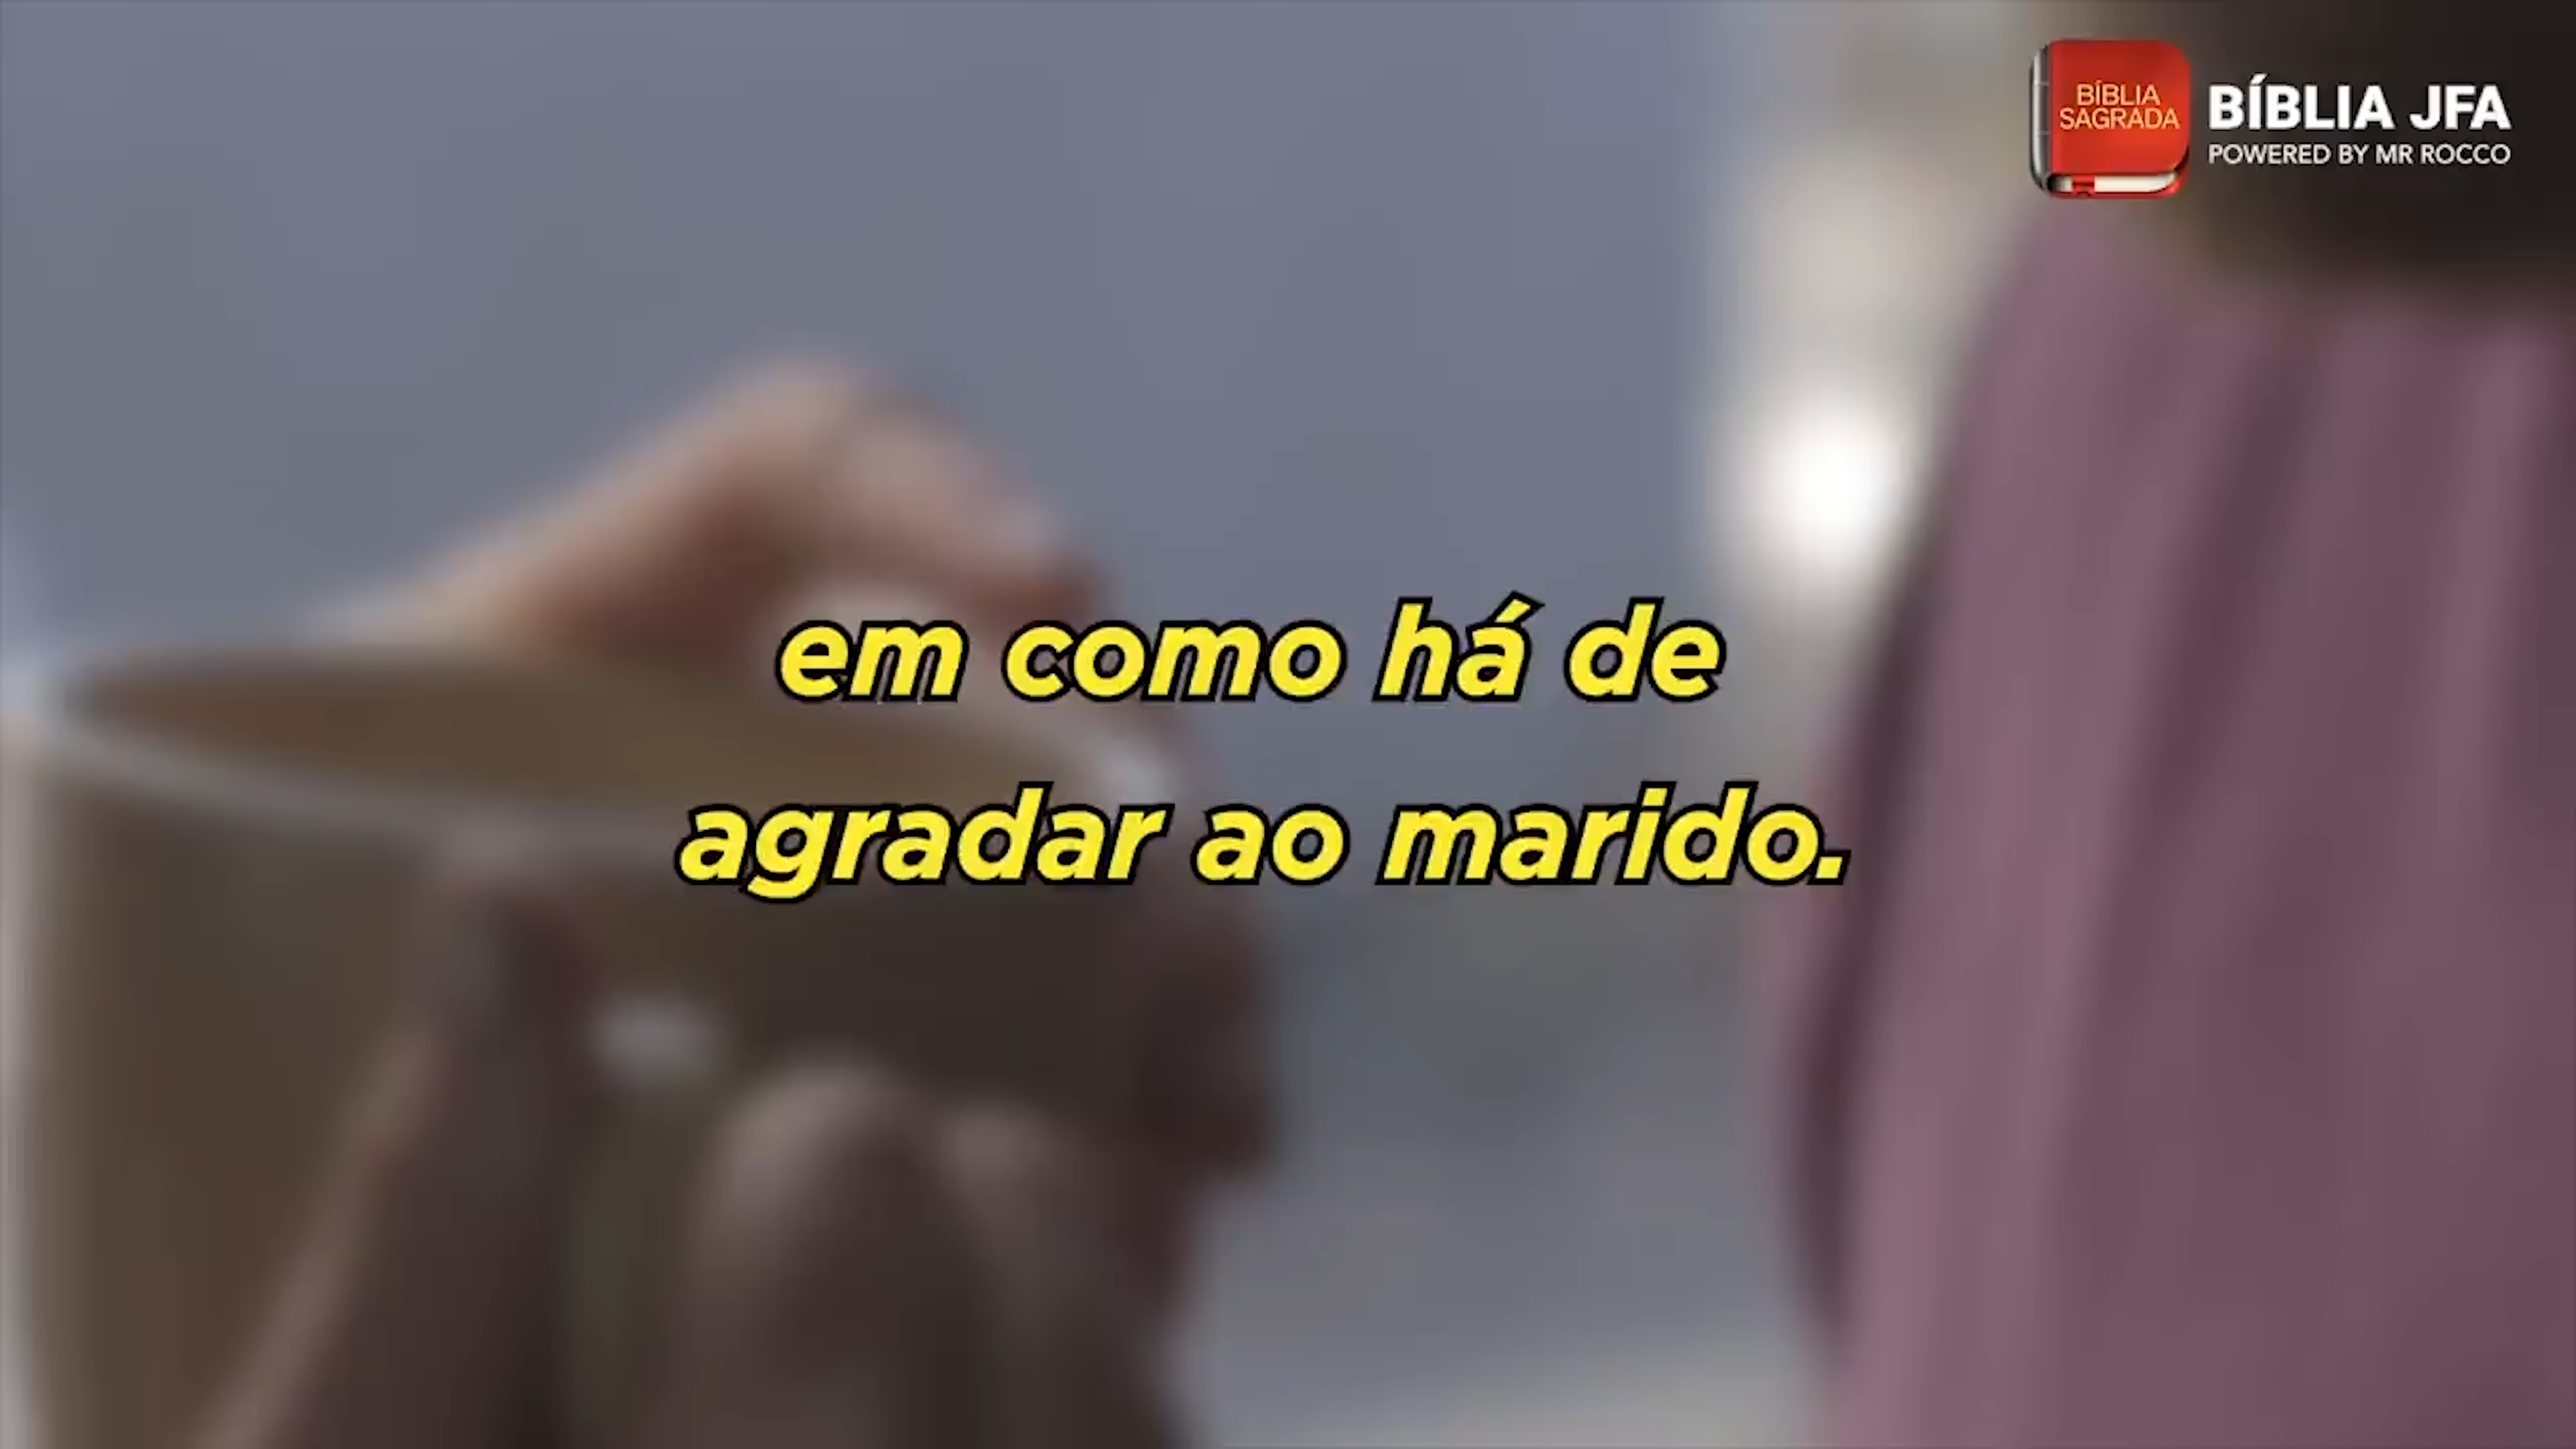 BÍBLIA
SAGRADA
BÍBLIA JFA
POWERED BY MR ROCCO
em como há de
agradar ao marido.